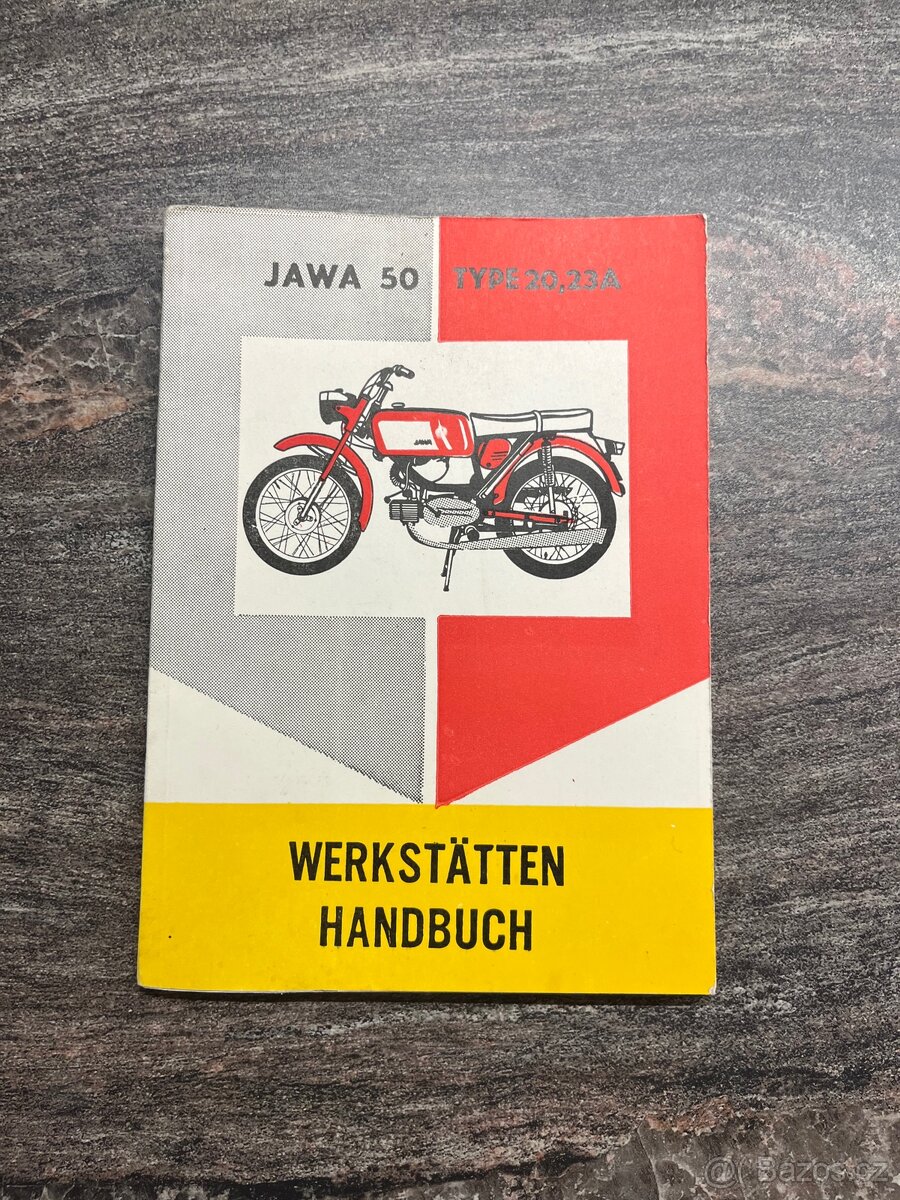 JAWA 50 TYPE 20,23A
JAWA
WERKSTÄTTEN
HANDBUCH
@ Bazos.cz